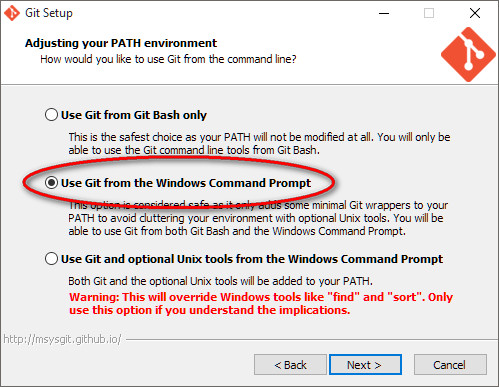 Git Setup
Adjusting your PATH environment
How would you like to use Git from the command line?
Use Git from Git Bash only
This is the safest choice as your PATH will not be modified at all. You will only be
able to use the Git command line tools from Git Bash.
Use Git from the Windows Command Prompt
This option is considered safe as it only adds some minimal Git wrappers to your
PATH to avoid cluttering your environment with optional Unix tools. You will be
able to use Git from both Git Bash and the Windows Command Prompt.
Use Git and optional Unix tools from the Windows Command Prompt
Both Git and the optional Unix tools will be added to your PATH.
Warning: This will override Windows tools like "find" and "sort". Only
use this option if you understand the implications.
http://msysgit.github.io/
< Back Next > Cancel